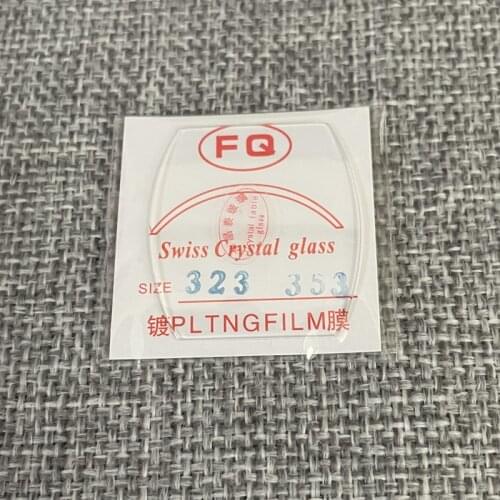 FQ
Swiss Crystal glass
SIZE 323 353
镀PLTNGFILM膜